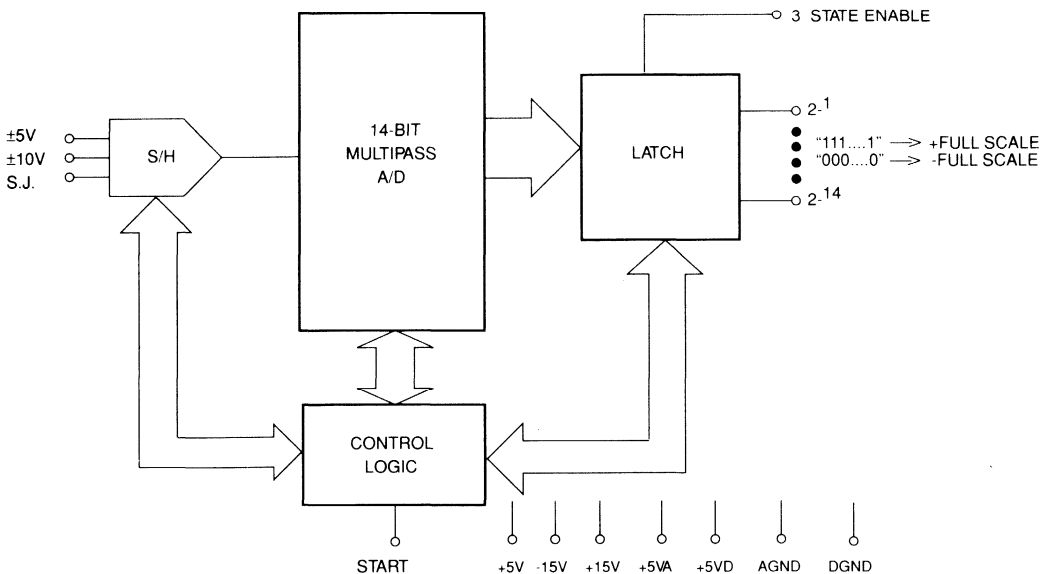 3 STATE ENABLE
±5V
±10V
S.J.
S/H
14-BIT
MULTIPASS
A/D
LATCH
2-1
"111....1" → +FULL SCALE
"000....0" → -FULL SCALE
2-14
CONTROL
LOGIC
START
+5V -15V +15V +5VA +5VD AGND DGND